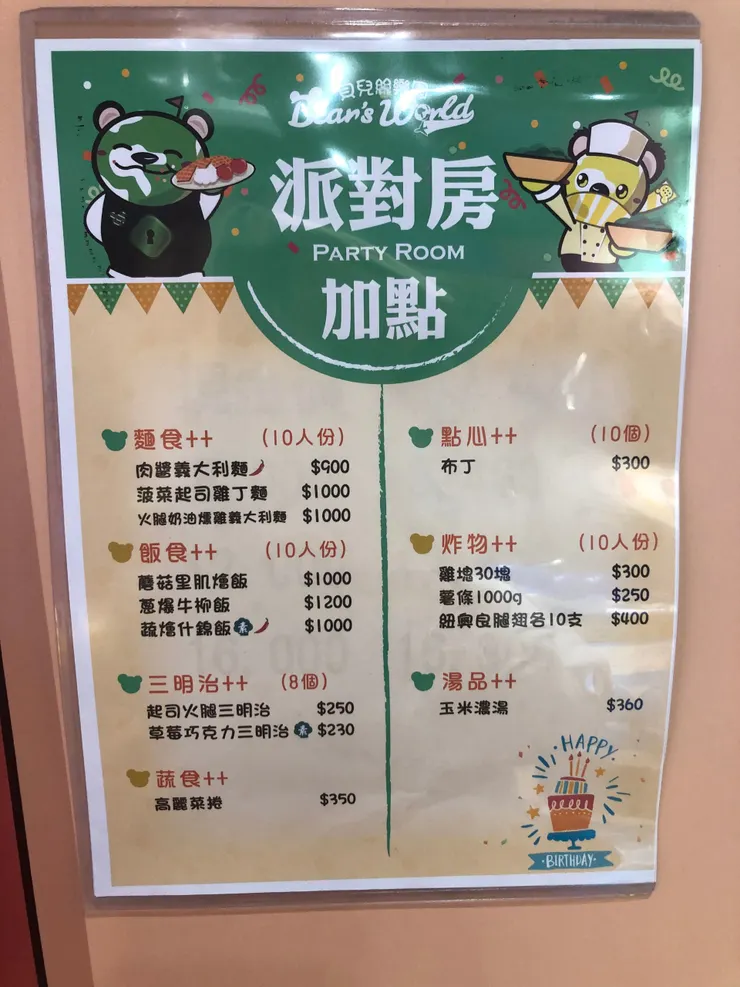 貝兒絨樂園
Bear's World
派對房
PARTY ROOM
加點
麵食++ (10人份)
肉醬義大利麵 $900
菠菜起司雞丁麵 $1000
火腿奶油燻雞義大利麵 $1000
飯食++ (10人份)
蘑菇里肌燴飯 $1000
蔥爆牛柳飯 $1200
蔬燴什錦飯 素 $1000
三明治++ (8個)
起司火腿三明治 $250
草莓巧克力三明治 素 $230
蔬食++
高麗菜捲 $350
點心++ (10個)
布丁 $300
炸物++ (10人份)
雞塊30塊 $300
薯條1000g $250
紐奧良腿翅各10支 $400
湯品++
玉米濃湯 $360
HAPPY
BIRTHDAY